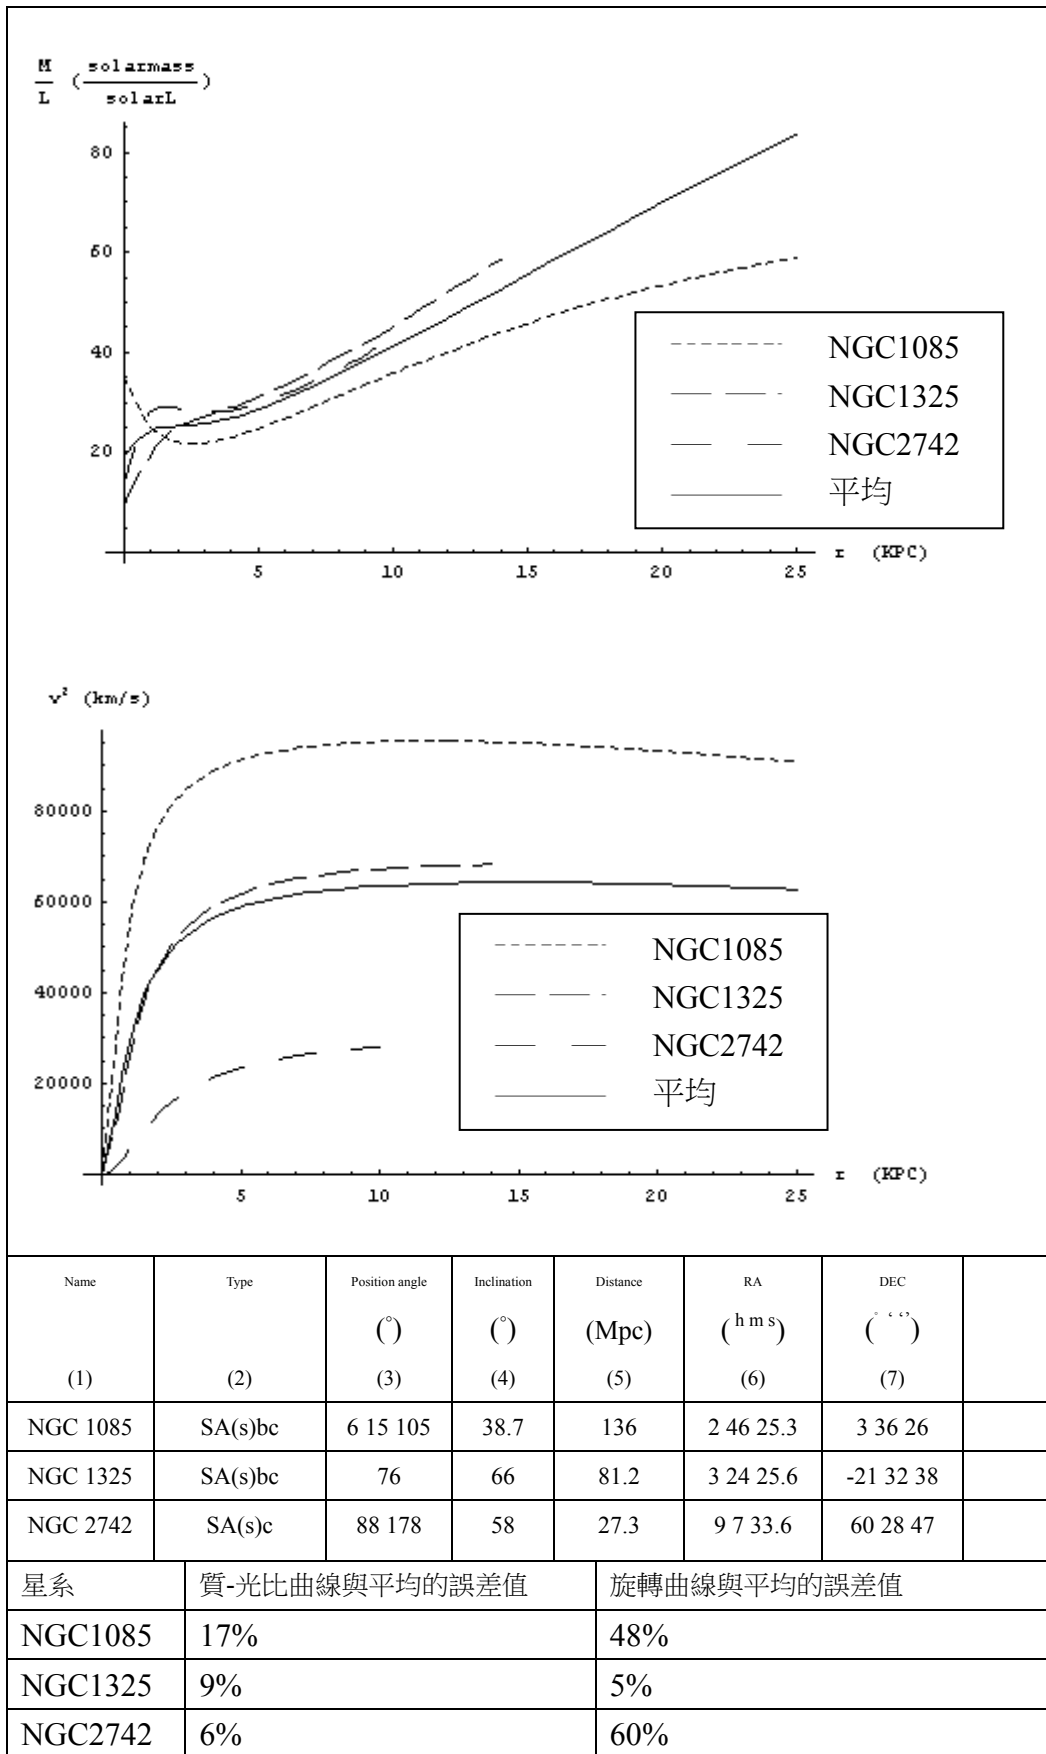 M/L (solarmass/solarL)
80
60
40
20
5 10 15 20 25 r (KPC)
NGC1085
NGC1325
NGC2742
平均
v² (km/s)
80000
60000
40000
20000
5 10 15 20 25 r (KPC)
NGC1085
NGC1325
NGC2742
平均
Name Type Position angle Inclination Distance RA DEC
(°) (°) (Mpc) (h m s) (° ‘ “)
(1) (2) (3) (4) (5) (6) (7)
NGC 1085 SA(s)bc 6 15 105 38.7 136 2 46 25.3 3 36 26
NGC 1325 SA(s)bc 76 66 81.2 3 24 25.6 -21 32 38
NGC 2742 SA(s)c 88 178 58 27.3 9 7 33.6 60 28 47
星系 質-光比曲線與平均的誤差值 旋轉曲線與平均的誤差值
NGC1085 17% 48%
NGC1325 9% 5%
NGC2742 6% 60%